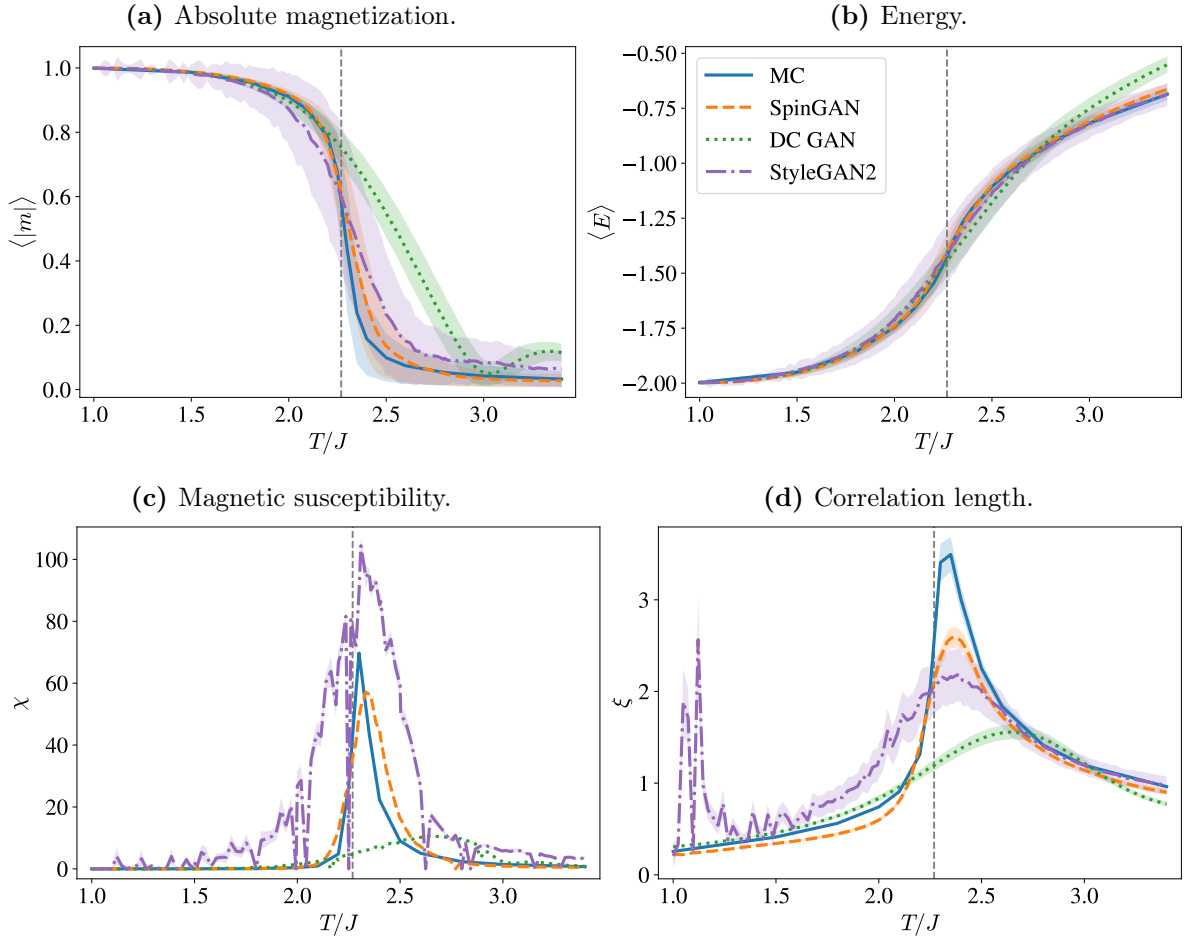 (a) Absolute magnetization.
1.0
0.8
0.6
0.4
0.2
0.0
⟨|m|⟩
1.0 1.5 2.0 2.5 3.0
T/J
(b) Energy.
−0.50
−0.75
−1.00
−1.25
−1.50
−1.75
−2.00
⟨E⟩
MC
SpinGAN
DC GAN
StyleGAN2
1.0 1.5 2.0 2.5 3.0
T/J
(c) Magnetic susceptibility.
100
80
60
40
20
0
χ
1.0 1.5 2.0 2.5 3.0
T/J
(d) Correlation length.
3
2
1
0
ξ
1.0 1.5 2.0 2.5 3.0
T/J